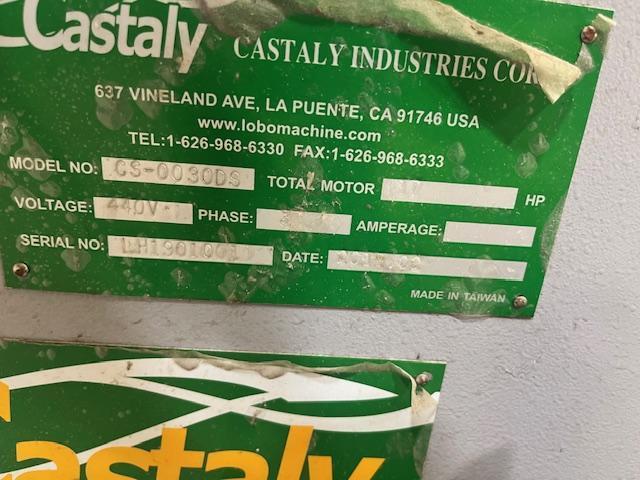 Castaly
CASTALY INDUSTRIES COR
637 VINELAND AVE, LA PUENTE, CA 91746 USA
www.lobomachine.com
TEL:1-626-968-6330 FAX:1-626-968-6333
MODEL NO: CS-0030DS TOTAL MOTOR HP
VOLTAGE: 440V PHASE: AMPERAGE:
SERIAL NO: LH1901001 DATE:
MADE IN TAIWAN
Castaly